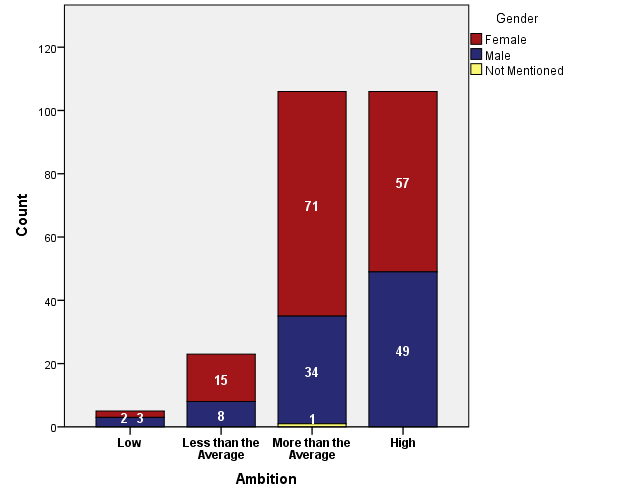 Gender
Female
Male
Not Mentioned
120
100
80
60
40
20
0
Count
71
57
15
34
49
2 3
8
1
Low
Less than the
Average
More than the
Average
High
Ambition